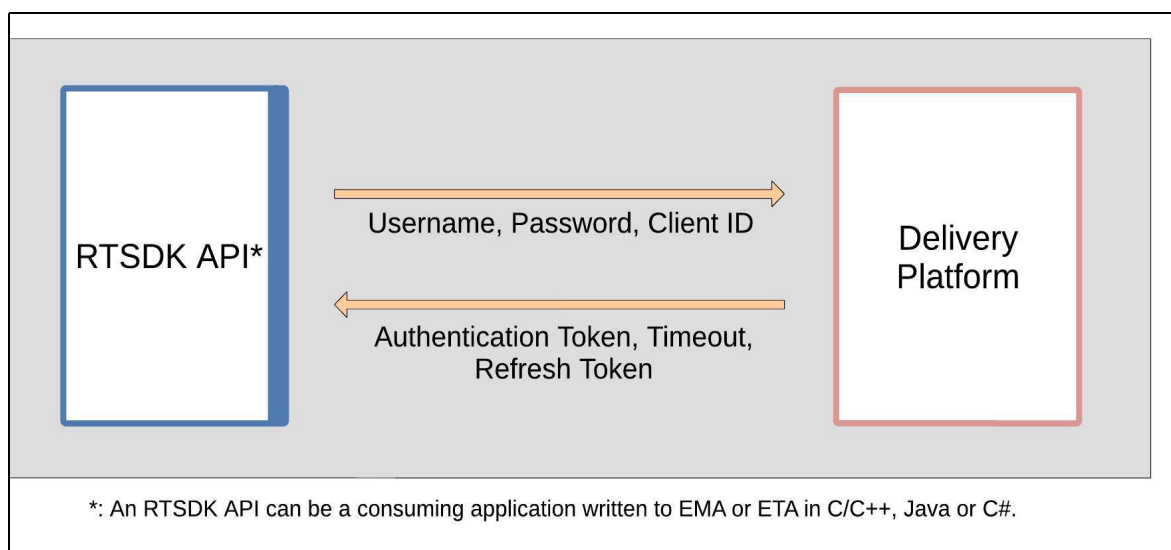 RTSDK API*
Username, Password, Client ID
Authentication Token, Timeout,
Refresh Token
Delivery
Platform
*: An RTSDK API can be a consuming application written to EMA or ETA in C/C++, Java or C#.